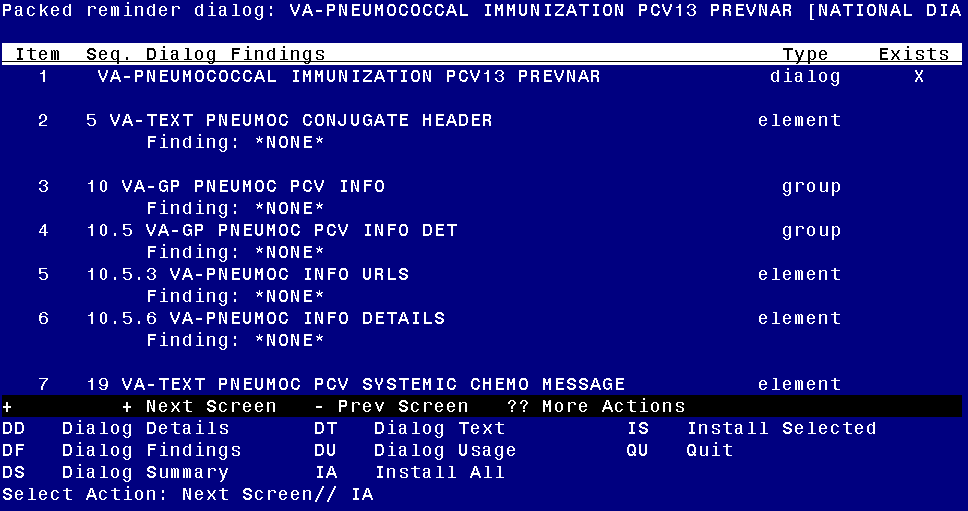 Packed reminder dialog: VA-PNEUMOCOCCAL IMMUNIZATION PCV13 PREVNAR [NATIONAL DIA
Item Seq. Dialog Findings Type Exists
1 VA-PNEUMOCOCCAL IMMUNIZATION PCV13 PREVNAR dialog X
2 5 VA-TEXT PNEUMOC CONJUGATE HEADER element
Finding: *NONE*
3 10 VA-GP PNEUMOC PCV INFO group
Finding: *NONE*
4 10.5 VA-GP PNEUMOC PCV INFO DET group
Finding: *NONE*
5 10.5.3 VA-PNEUMOC INFO URLS element
Finding: *NONE*
6 10.5.6 VA-PNEUMOC INFO DETAILS element
Finding: *NONE*
7 19 VA-TEXT PNEUMOC PCV SYSTEMIC CHEMO MESSAGE element
+ + Next Screen - Prev Screen ?? More Actions
DD Dialog Details DT Dialog Text IS Install Selected
DF Dialog Findings DU Dialog Usage QU Quit
DS Dialog Summary IA Install All
Select Action: Next Screen// IA